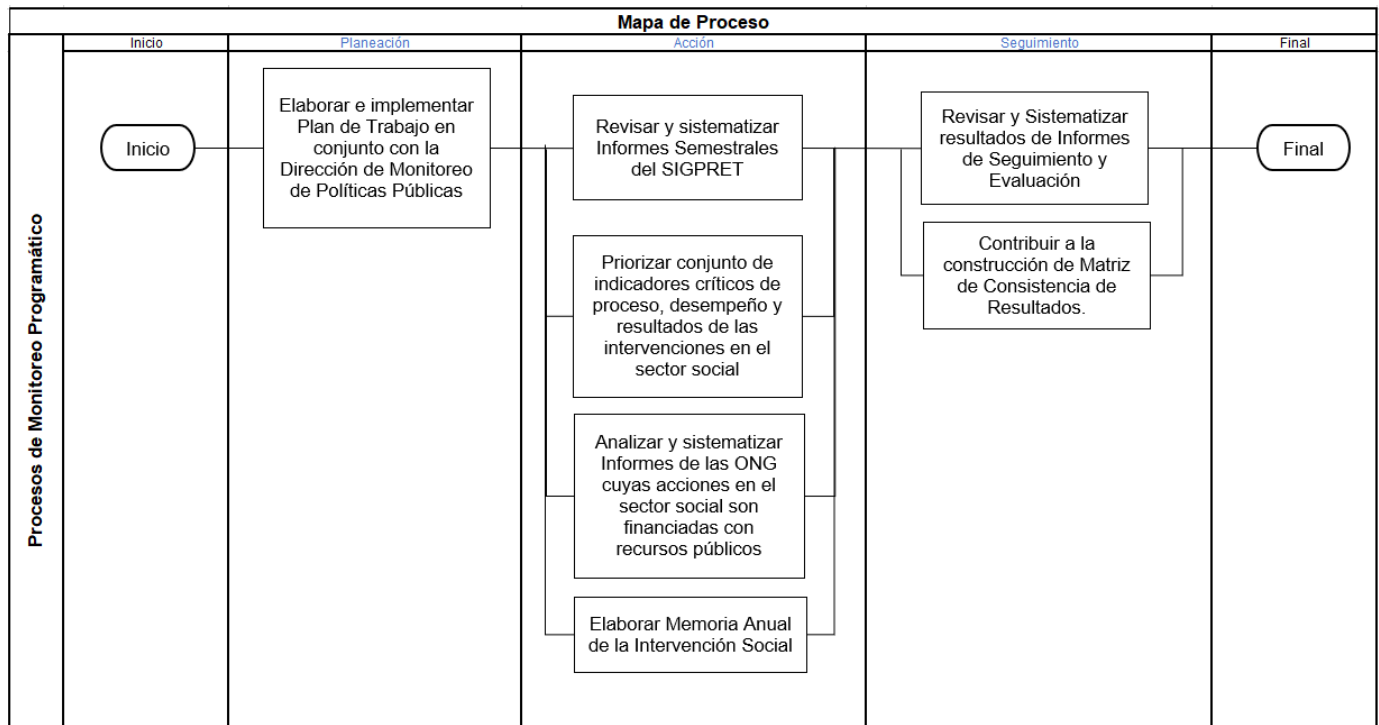 Mapa de Proceso
Inicio
Planeación
Acción
Seguimiento
Final
Procesos de Monitoreo Programático
Inicio
Elaborar e implementar
Plan de Trabajo en
conjunto con la
Dirección de Monitoreo
de Políticas Públicas
Revisar y sistematizar
Informes Semestrales
del SIGPRET
Priorizar conjunto de
indicadores críticos de
proceso, desempeño y
resultados de las
intervenciones en el
sector social
Analizar y sistematizar
Informes de las ONG
cuyas acciones en el
sector social son
financiadas con
recursos públicos
Elaborar Memoria Anual
de la Intervención Social
Revisar y Sistematizar
resultados de Informes
de Seguimiento y
Evaluación
Contribuir a la
construcción de Matriz
de Consistencia de
Resultados.
Final